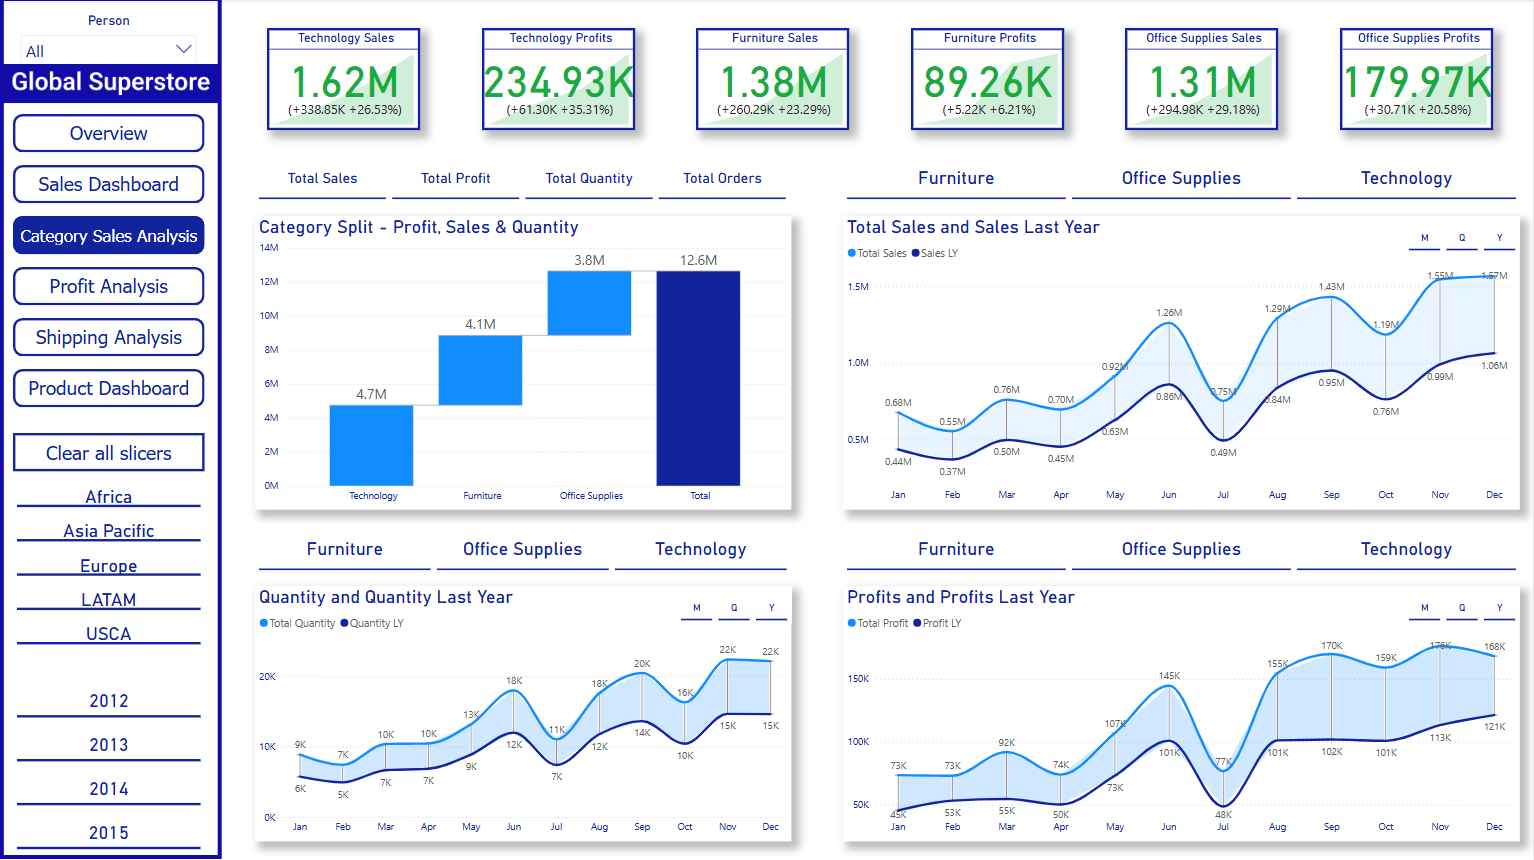 Person
All
Global Superstore
Overview
Sales Dashboard
Category Sales Analysis
Profit Analysis
Shipping Analysis
Product Dashboard
Clear all slicers
Africa
Asia Pacific
Europe
LATAM
USCA
2012
2013
2014
2015
Technology Sales
1.62M
(+338.85K +26.53%)
Technology Profits
234.93K
(+61.30K +35.31%)
Furniture Sales
1.38M
(+260.29K +23.29%)
Furniture Profits
89.26K
(+5.22K +6.21%)
Office Supplies Sales
1.31M
(+294.98K +29.18%)
Office Supplies Profits
179.97K
(+30.71K +20.58%)
Total Sales Total Profit Total Quantity Total Orders
Category Split - Profit, Sales & Quantity
14M
12M
10M
8M
6M
4M
2M
0M
4.7M 4.1M 3.8M 12.6M
Technology Furniture Office Supplies Total
Furniture Office Supplies Technology
Total Sales and Sales Last Year
M Q Y
Total Sales Sales LY
1.5M
1.0M
0.5M
0.68M 0.55M 0.76M 0.70M 0.92M 1.26M 0.75M 1.29M 1.43M 1.19M 1.55M 1.57M
0.44M 0.37M 0.50M 0.45M 0.63M 0.86M 0.49M 0.84M 0.95M 0.76M 0.99M 1.06M
Jan Feb Mar Apr May Jun Jul Aug Sep Oct Nov Dec
Furniture Office Supplies Technology
Quantity and Quantity Last Year
M Q Y
Total Quantity Quantity LY
20K
10K
0K
9K 7K 10K 10K 13K 18K 11K 18K 20K 16K 22K 22K
6K 5K 7K 7K 9K 12K 7K 12K 14K 10K 15K 15K
Jan Feb Mar Apr May Jun Jul Aug Sep Oct Nov Dec
Furniture Office Supplies Technology
Profits and Profits Last Year
M Q Y
Total Profit Profit LY
150K
100K
50K
73K 73K 92K 74K 107K 145K 77K 155K 170K 159K 176K 168K
45K 53K 55K 50K 73K 101K 48K 101K 102K 101K 113K 121K
Jan Feb Mar Apr May Jun Jul Aug Sep Oct Nov Dec